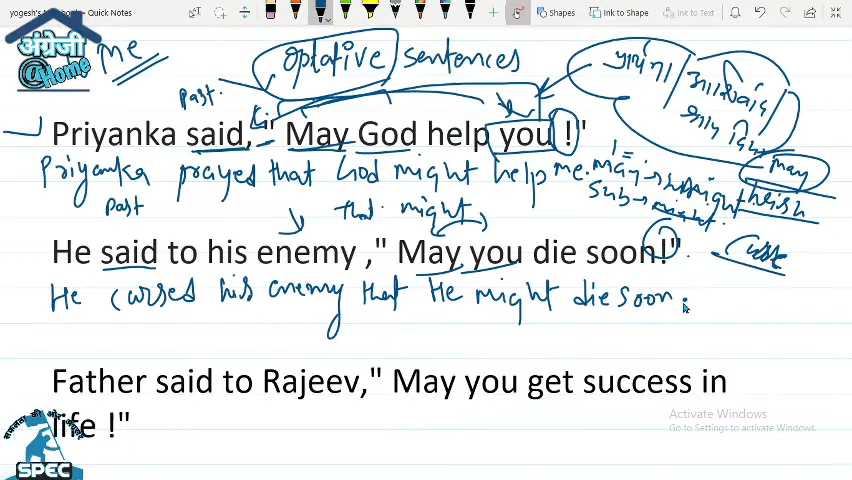 yogesh's Notebook - Quick Notes
Shapes Ink to Shape Ink to Text
अंग्रेजी
@Home
me
optative sentences
प्रार्थना / आशीर्वाद
Past
Priyanka said, " May God help you !"
may
Priyanka prayed that God might help me.
Past
that might
wish
He said to his enemy ," May you die soon!"
Curse
He cursed his enemy that He might die soon.
Father said to Rajeev," May you get success in
life !"
Activate Windows
Go to Settings to activate Windows.
सफलता की ओर
SPEC